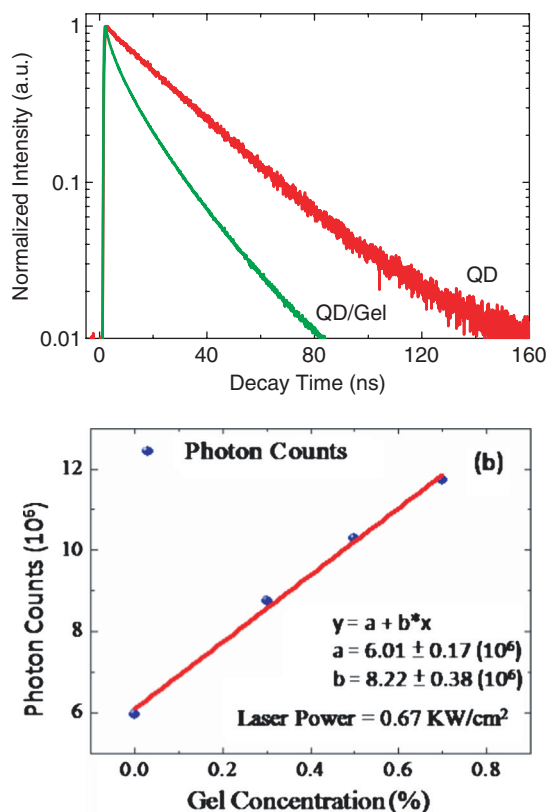 Normalized Intensity (a.u.)
1
0.1
0.01
QD
QD/Gel
0 40 80 120 160
Decay Time (ns)
Photon Counts (10⁶)
12
10
8
6
Photon Counts
(b)
y = a + b*x
a = 6.01 ± 0.17 (10⁶)
b = 8.22 ± 0.38 (10⁶)
Laser Power = 0.67 KW/cm²
0.0 0.2 0.4 0.6 0.8
Gel Concentration (%)